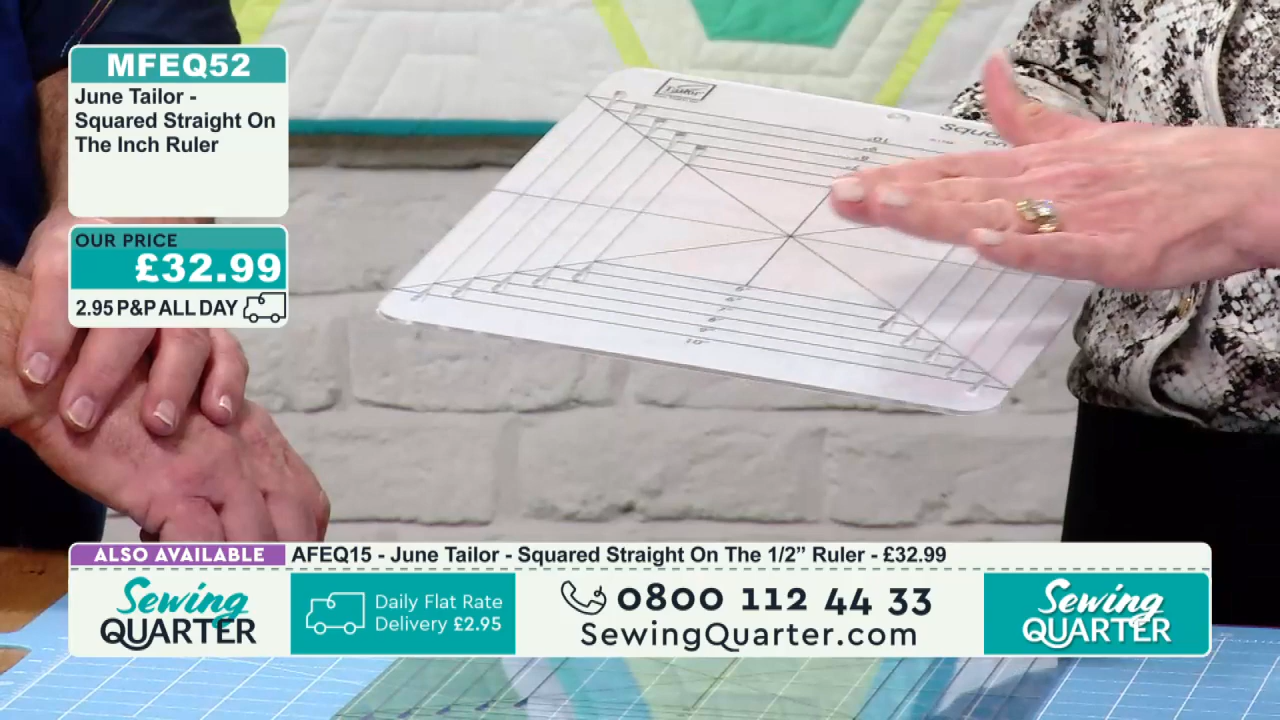 MFEQ52
June Tailor -
Squared Straight On
The Inch Ruler
OUR PRICE
£32.99
2.95 P&P ALL DAY
Tailor
10"
ALSO AVAILABLE
AFEQ15 - June Tailor - Squared Straight On The 1/2” Ruler - £32.99
Sewing
QUARTER
Daily Flat Rate
Delivery £2.95
0800 112 44 33
SewingQuarter.com
Sewing
QUARTER